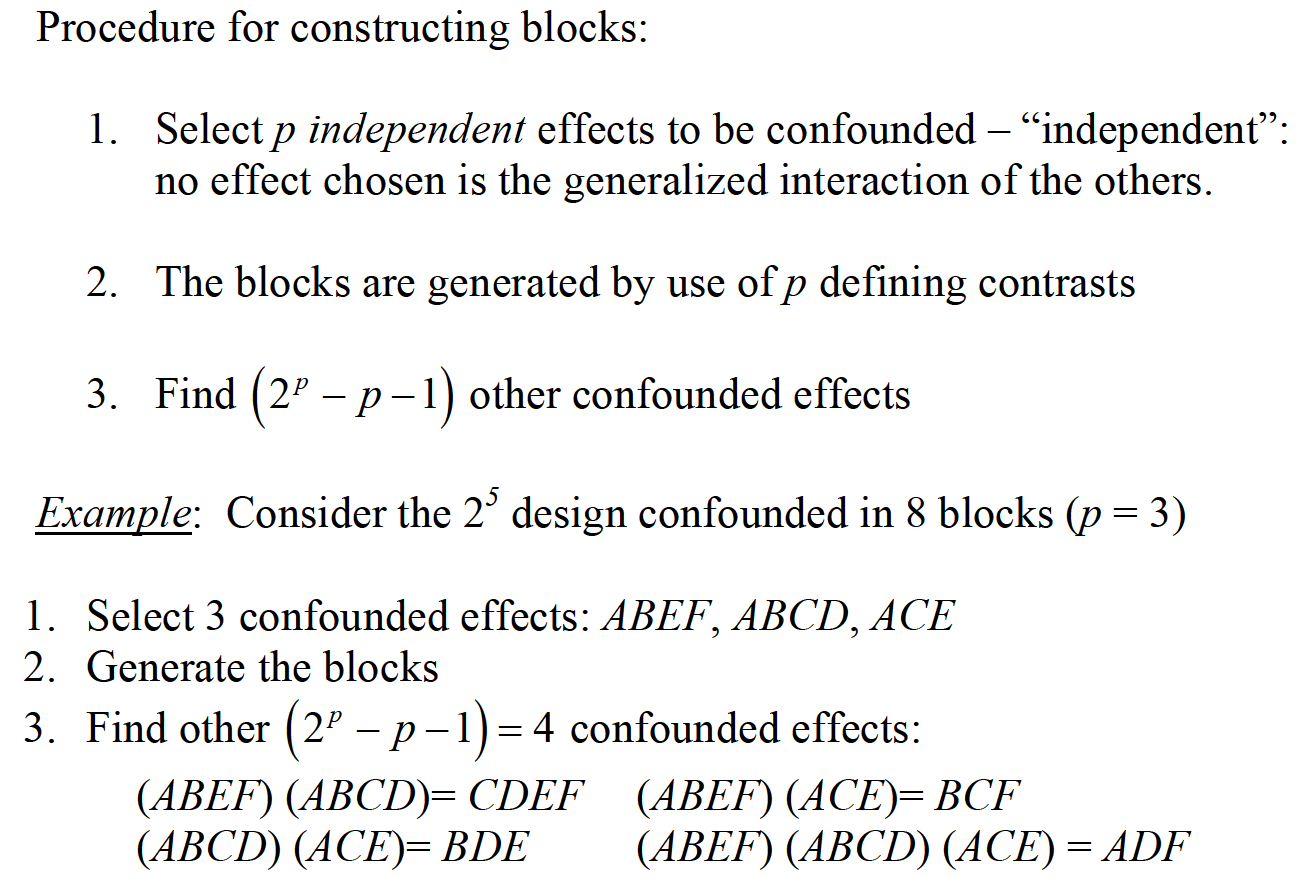 Procedure for constructing blocks:
1. Select p independent effects to be confounded – “independent”:
no effect chosen is the generalized interaction of the others.
2. The blocks are generated by use of p defining contrasts
3. Find (2^p – p – 1) other confounded effects
Example: Consider the 2^5 design confounded in 8 blocks (p = 3)
1. Select 3 confounded effects: ABEF, ABCD, ACE
2. Generate the blocks
3. Find other (2^p – p – 1) = 4 confounded effects:
(ABEF) (ABCD)= CDEF (ABEF) (ACE)= BCF
(ABCD) (ACE)= BDE (ABEF) (ABCD) (ACE) = ADF